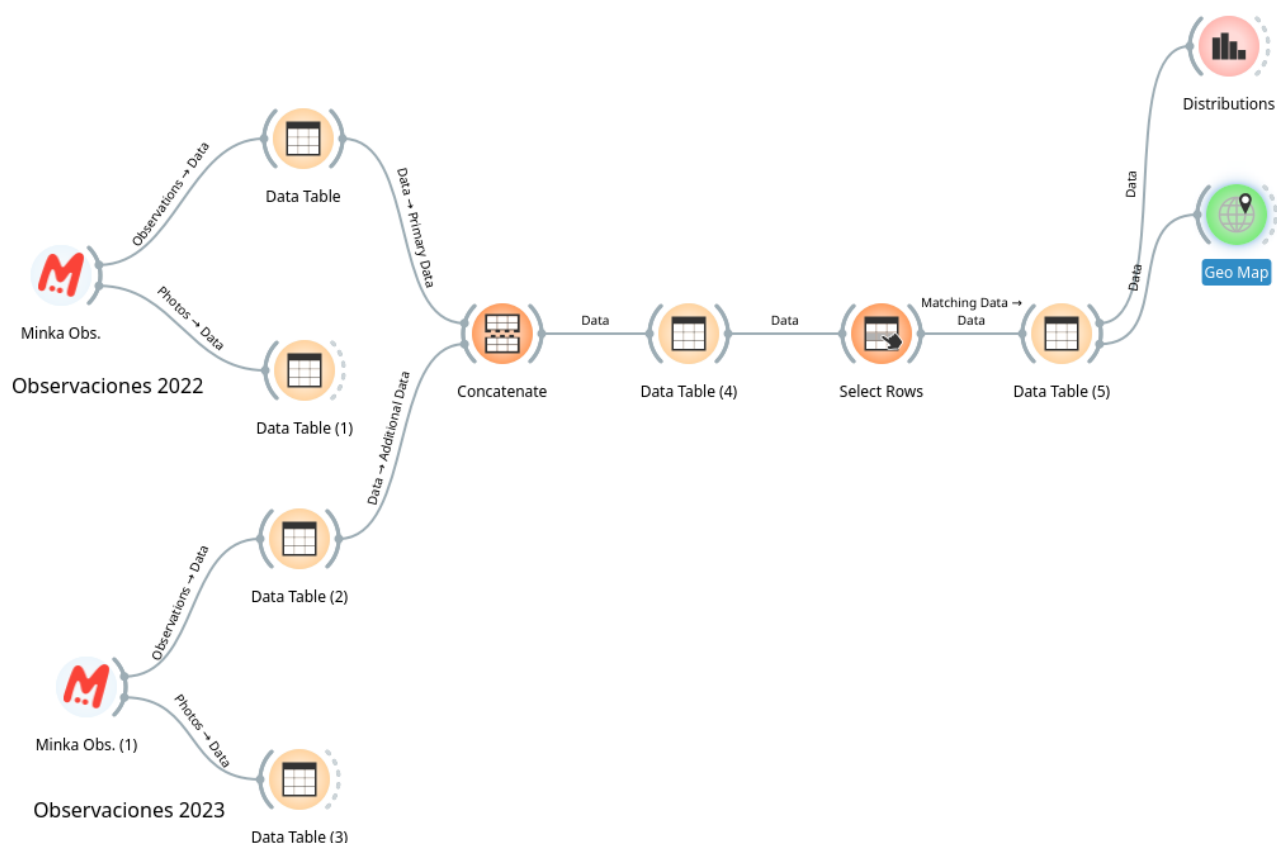 Distributions
Data
Observations → Data
Data Table
Data → Primary Data
Geo Map
Data
Minka Obs.
Photos → Data
Observaciones 2022
Data Table (1)
Concatenate
Data
Data Table (4)
Data
Select Rows
Matching Data →
Data
Data Table (5)
Data → Additional Data
Data Table (2)
Observations → Data
Minka Obs. (1)
Photos → Data
Observaciones 2023
Data Table (3)